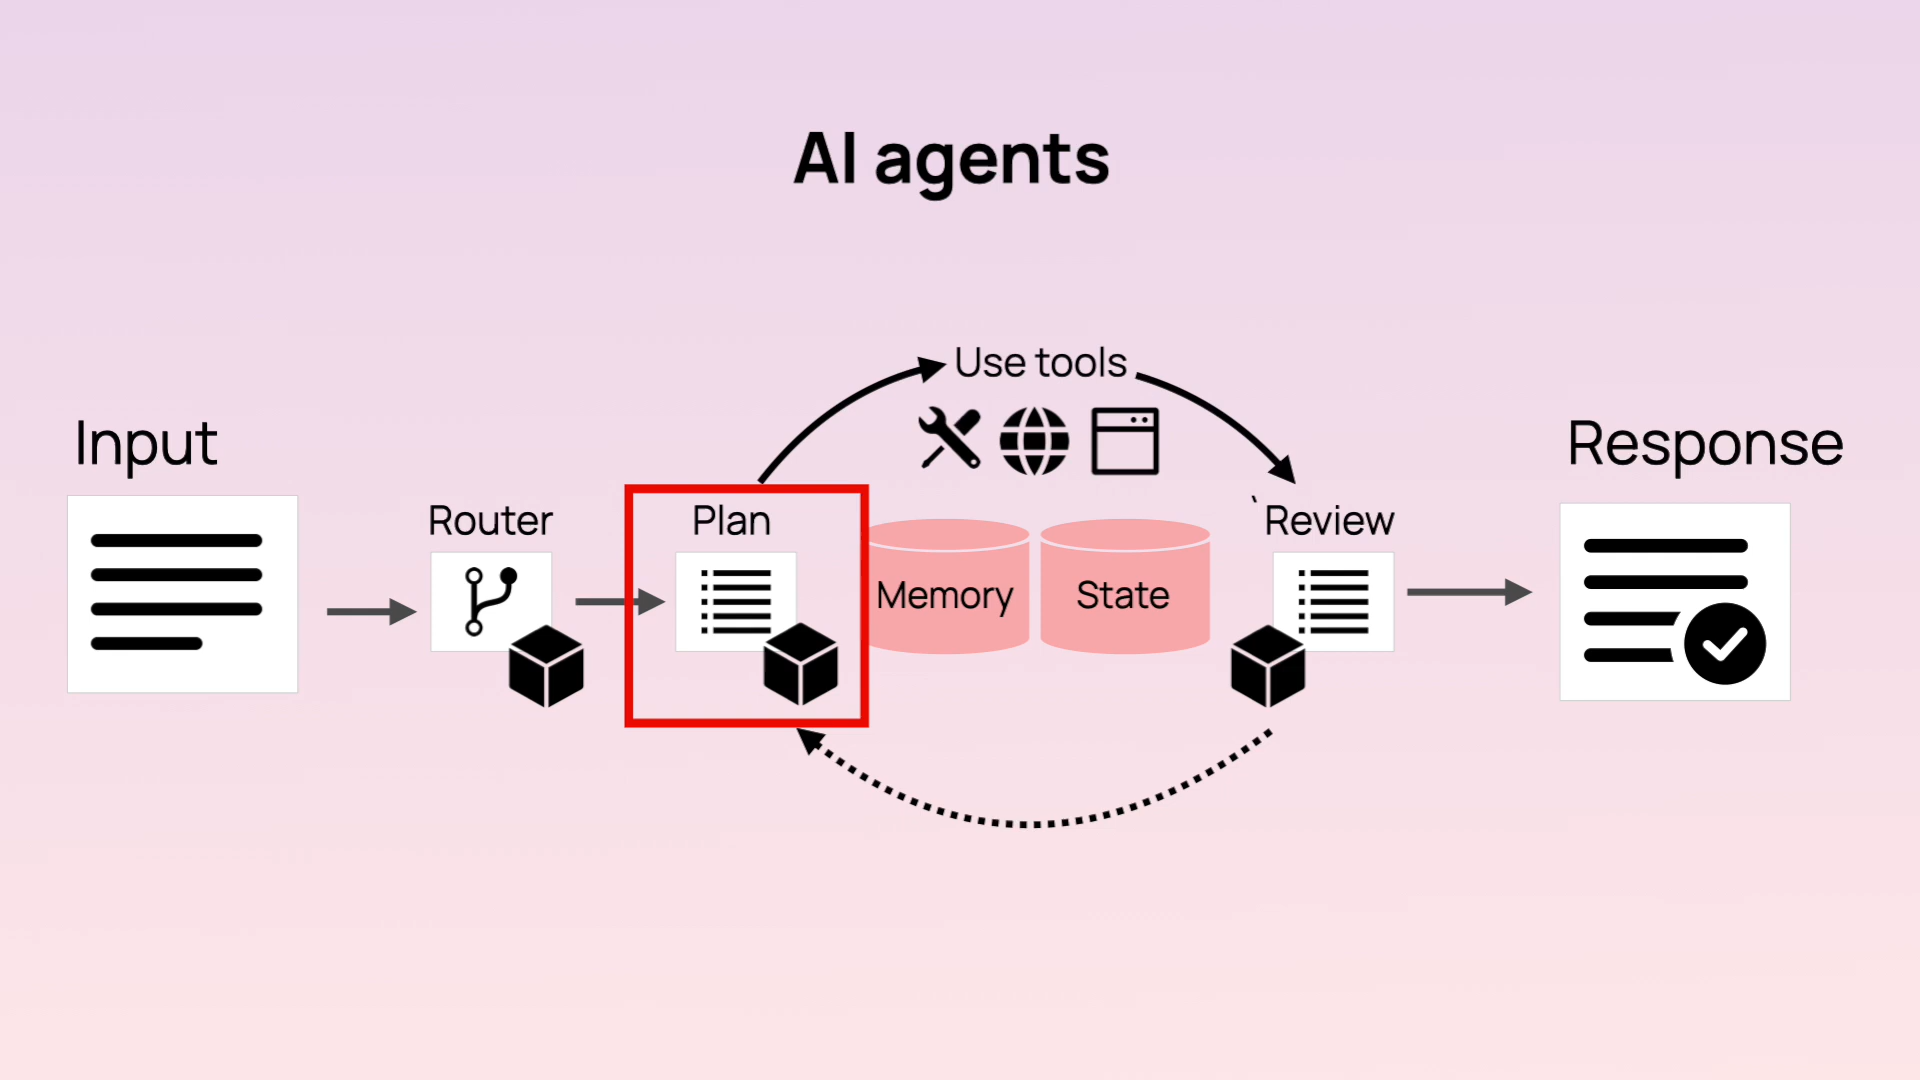 AI agents
Use tools
Input
Response
Router
Plan
Review
Memory
State